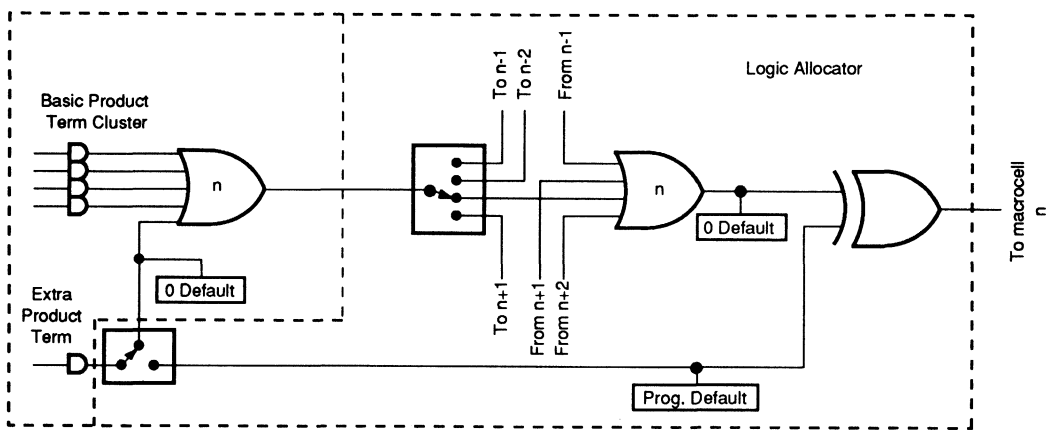 Logic Allocator
Basic Product
Term Cluster
To n-1
To n-2
From n-1
n
n
0 Default
To macrocell
n
0 Default
Extra
Product
Term
To n+1
From n+1
From n+2
Prog. Default